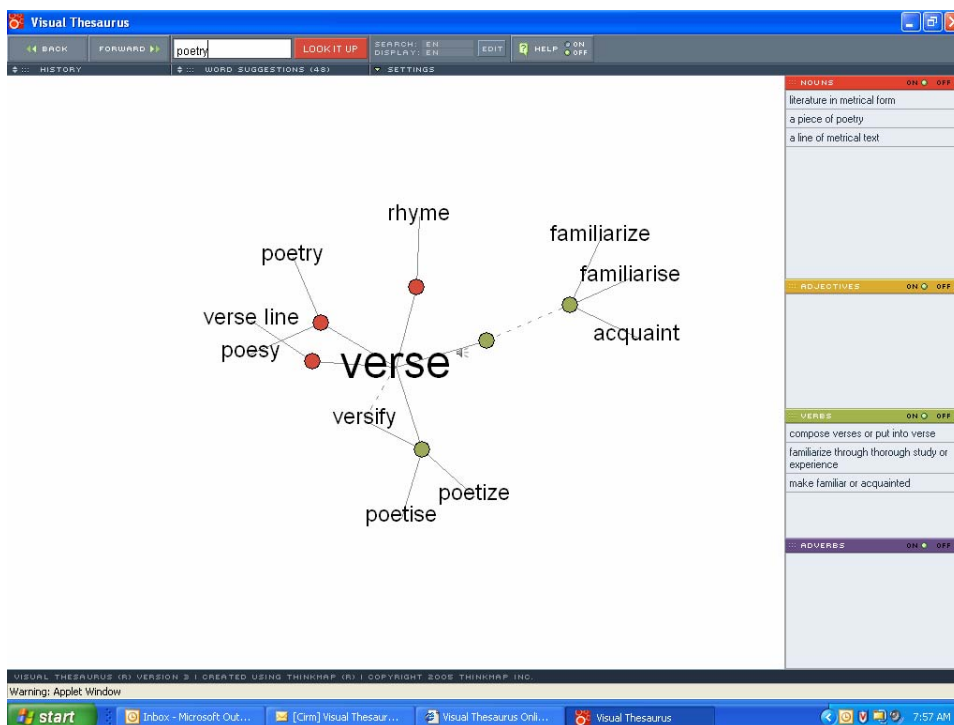 Visual Thesaurus
BACK FORWARD poetry LOOK IT UP SEARCH: EN DISPLAY: EN EDIT HELP ON OFF
HISTORY WORD SUGGESTIONS (48) SETTINGS
NOUNS ON OFF
literature in metrical form
a piece of poetry
a line of metrical text
ADJECTIVES ON OFF
VERBS ON OFF
compose verses or put into verse
familiarize through thorough study or
experience
make familiar or acquainted
ADVERBS ON OFF
rhyme
familiarize
poetry
familiarise
verse line
acquaint
poesy
verse
versify
poetize
poetise
VISUAL THESAURUS (R) VERSION 3 | CREATED USING THINKMAP (R) | COPYRIGHT 2005 THINKMAP INC.
Warning: Applet Window
start Inbox - Microsoft Out... [Cirm] Visual Thesaur... Visual Thesaurus Onli... Visual Thesaurus 7:57 AM